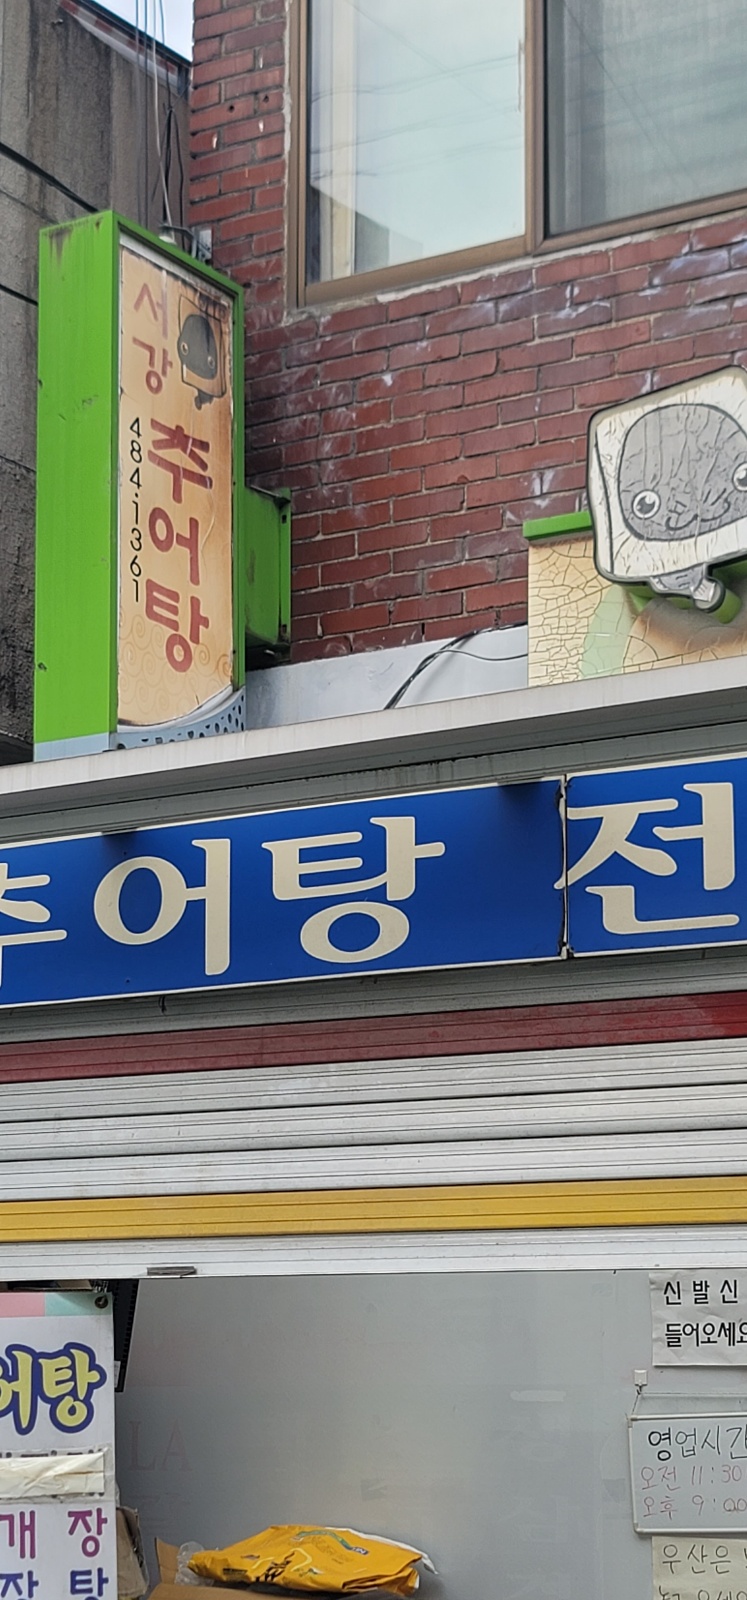 서강
추어탕
484·1361
추어탕 전
어탕
개장
장탕
신발신
들어오세요
영업시간
오전 11:30
오후 9:00
우산은